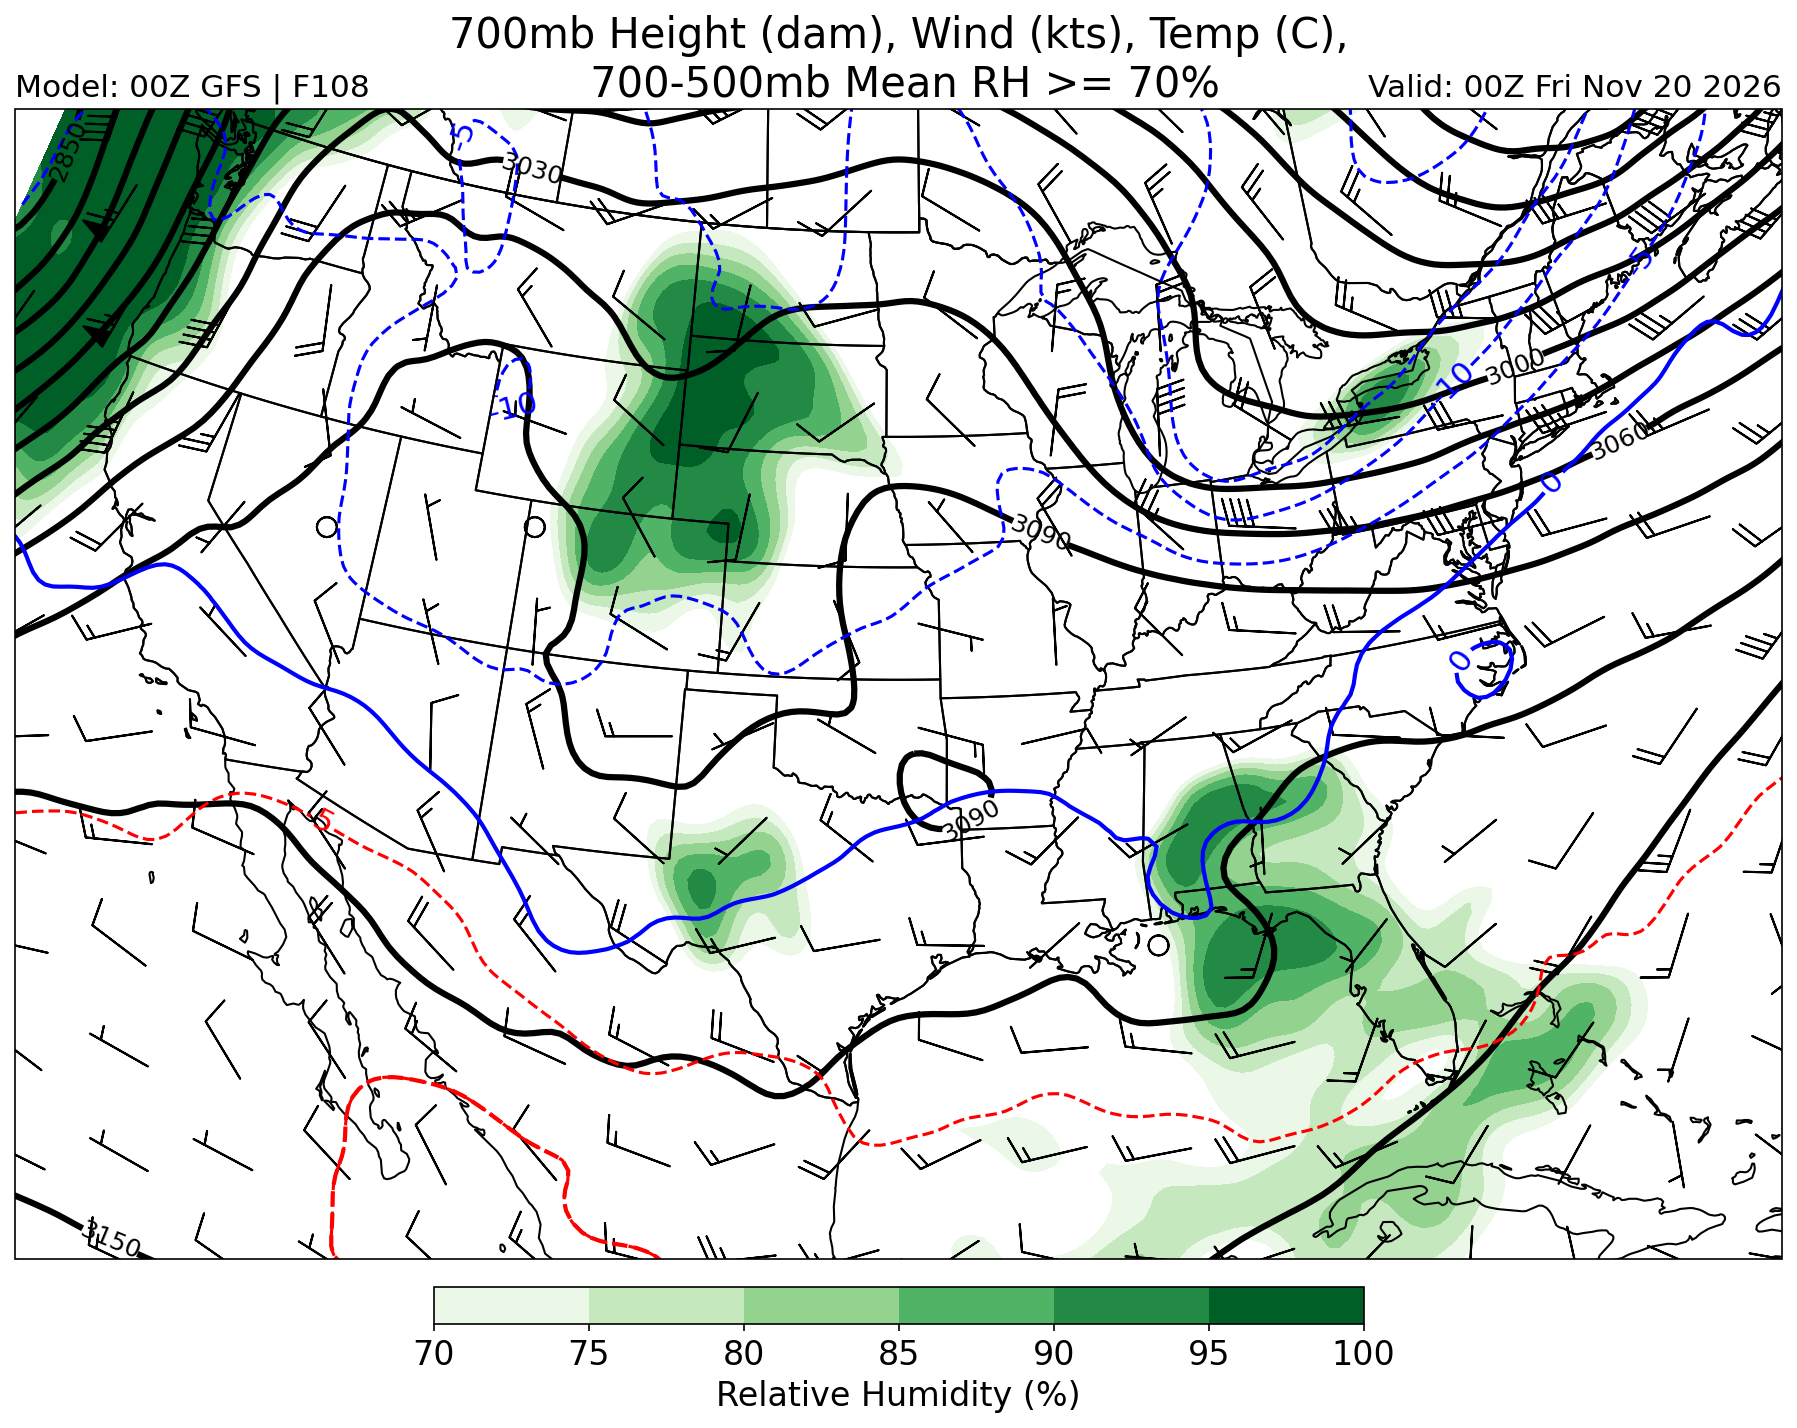 700mb Height (dam), Wind (kts), Temp (C),
700-500mb Mean RH >= 70%
Model: 00Z GFS | F108
Valid: 00Z Fri Nov 20 2026
2850
-5
3030
-10
-5
-10
3000
3060
0
3090
0
5
3090
3150
70 75 80 85 90 95 100
Relative Humidity (%)